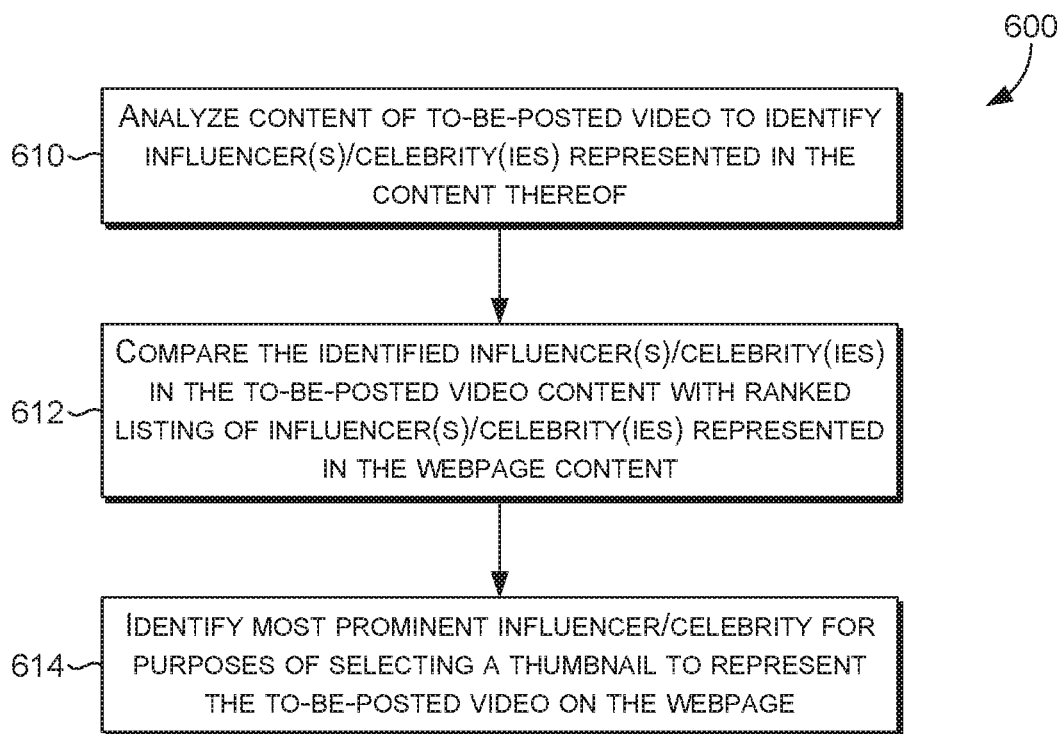 600
610
ANALYZE CONTENT OF TO-BE-POSTED VIDEO TO IDENTIFY
INFLUENCER(S)/CELEBRITY(IES) REPRESENTED IN THE
CONTENT THEREOF
612
COMPARE THE IDENTIFIED INFLUENCER(S)/CELEBRITY(IES)
IN THE TO-BE-POSTED VIDEO CONTENT WITH RANKED
LISTING OF INFLUENCER(S)/CELEBRITY(IES) REPRESENTED
IN THE WEBPAGE CONTENT
614
IDENTIFY MOST PROMINENT INFLUENCER/CELEBRITY FOR
PURPOSES OF SELECTING A THUMBNAIL TO REPRESENT
THE TO-BE-POSTED VIDEO ON THE WEBPAGE